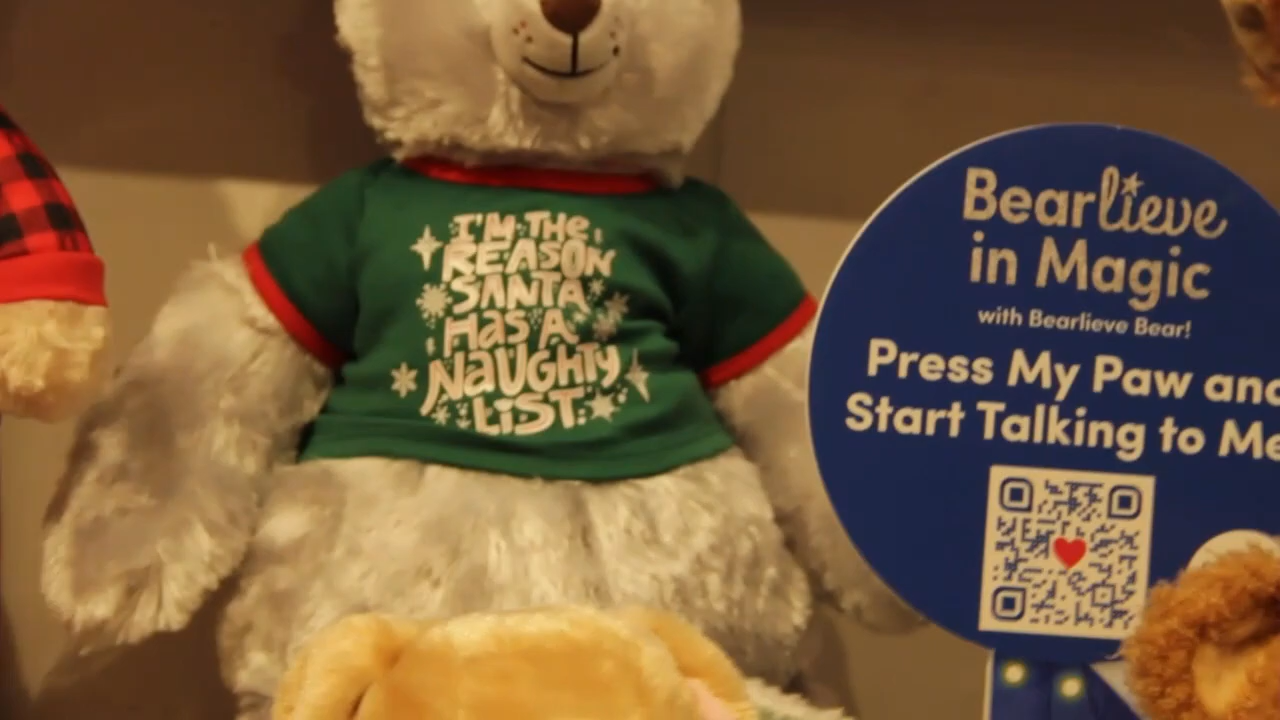 I'M THE
REASON
SANTA
HAS A
NAUGHTY
LIST.
Bearlieve
in Magic
with Bearlieve Bear!
Press My Paw and
Start Talking to Me